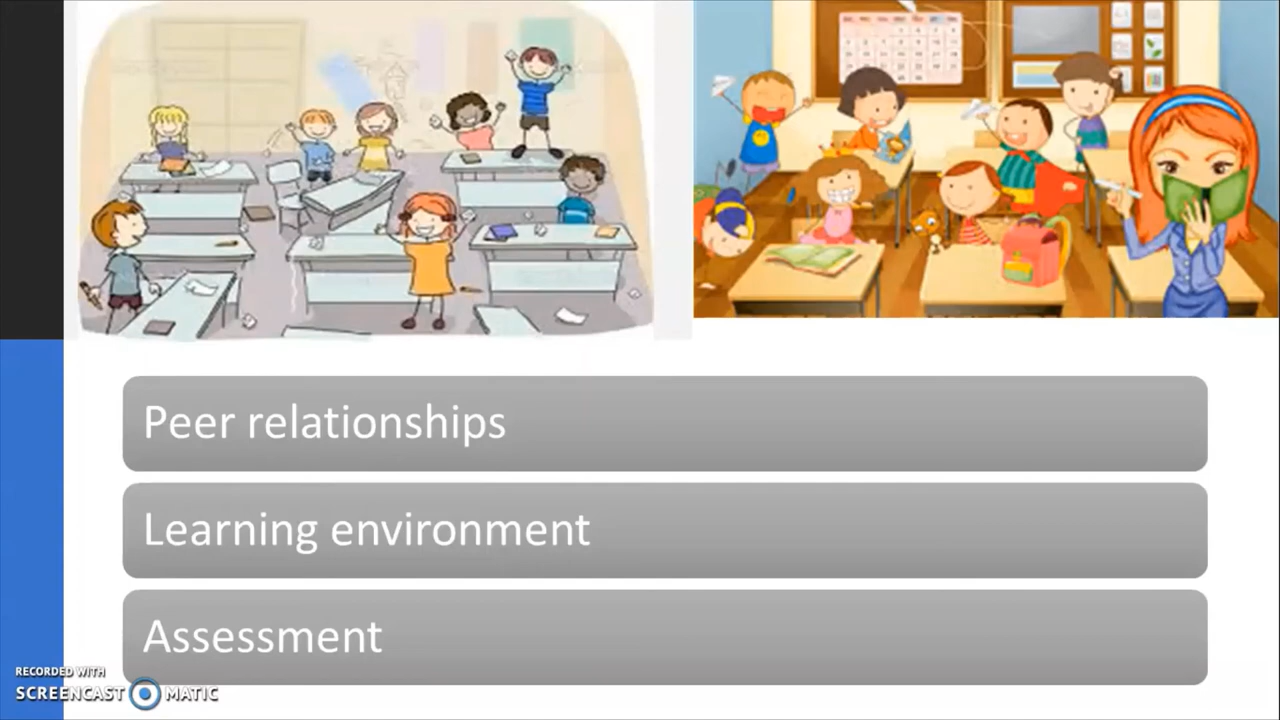 Peer relationships
Learning environment
Assessment
RECORDED WITH
SCREENCAST MATIC